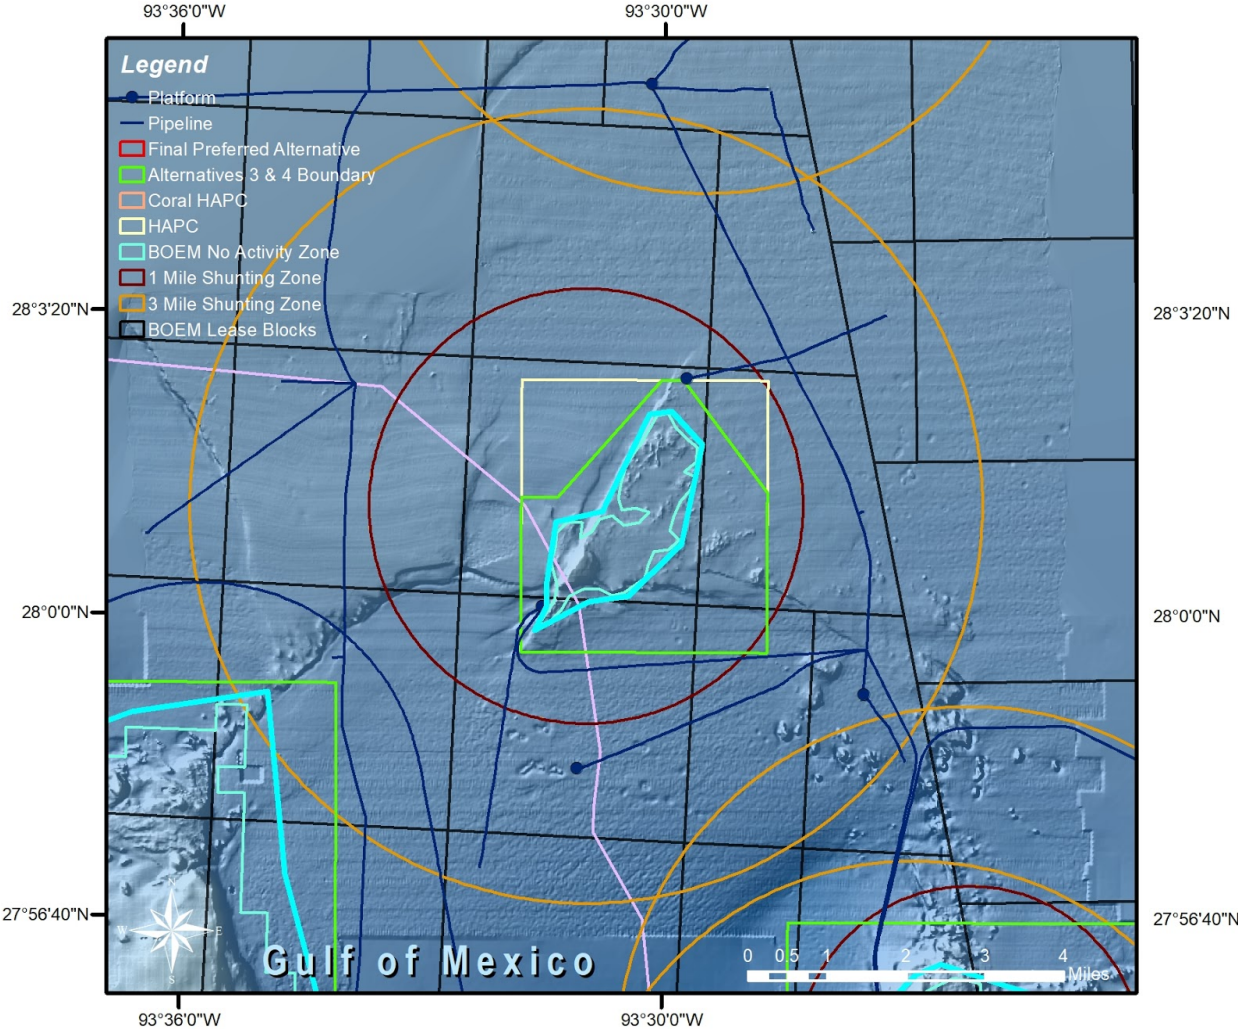 93°36'0"W
93°30'0"W
Legend
Platform
Pipeline
Final Preferred Alternative
Alternatives 3 & 4 Boundary
Coral HAPC
HAPC
BOEM No Activity Zone
1 Mile Shunting Zone
3 Mile Shunting Zone
BOEM Lease Blocks
28°3'20"N
28°3'20"N
28°0'0"N
28°0'0"N
27°56'40"N
27°56'40"N
N
W
E
S
Gulf of Mexico
0 0.5 1 2 3 4
Miles
93°36'0"W
93°30'0"W